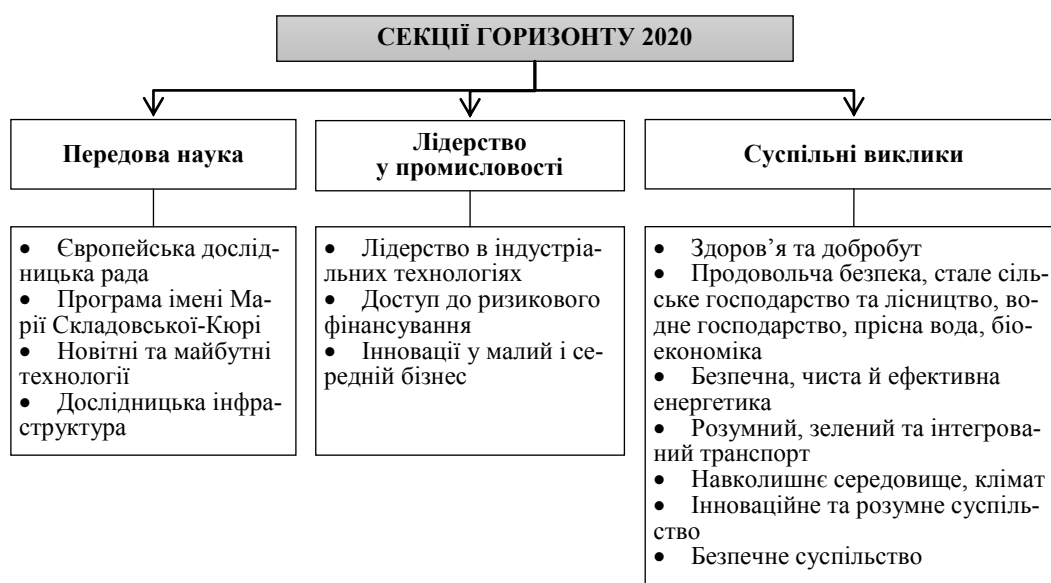 СЕКЦІЇ ГОРИЗОНТУ 2020
Передова наука
Лідерство
у промисловості
Суспільні виклики
• Європейська дослід-
ницька рада
• Програма імені Ма-
рії Складовської-Кюрі
• Новітні та майбутні
технології
• Дослідницька інфра-
структура
• Лідерство в індустрі-
альних технологіях
• Доступ до ризикового
фінансування
• Інновації у малий і се-
редній бізнес
• Здоров’я та добробут
• Продовольча безпека, стале сіль-
ське господарство та лісництво, во-
дне господарство, прісна вода, біо-
економіка
• Безпечна, чиста й ефективна
енергетика
• Розумний, зелений та інтегрова-
ний транспорт
• Навколишнє середовище, клімат
• Інноваційне та розумне суспіль-
ство
• Безпечне суспільство